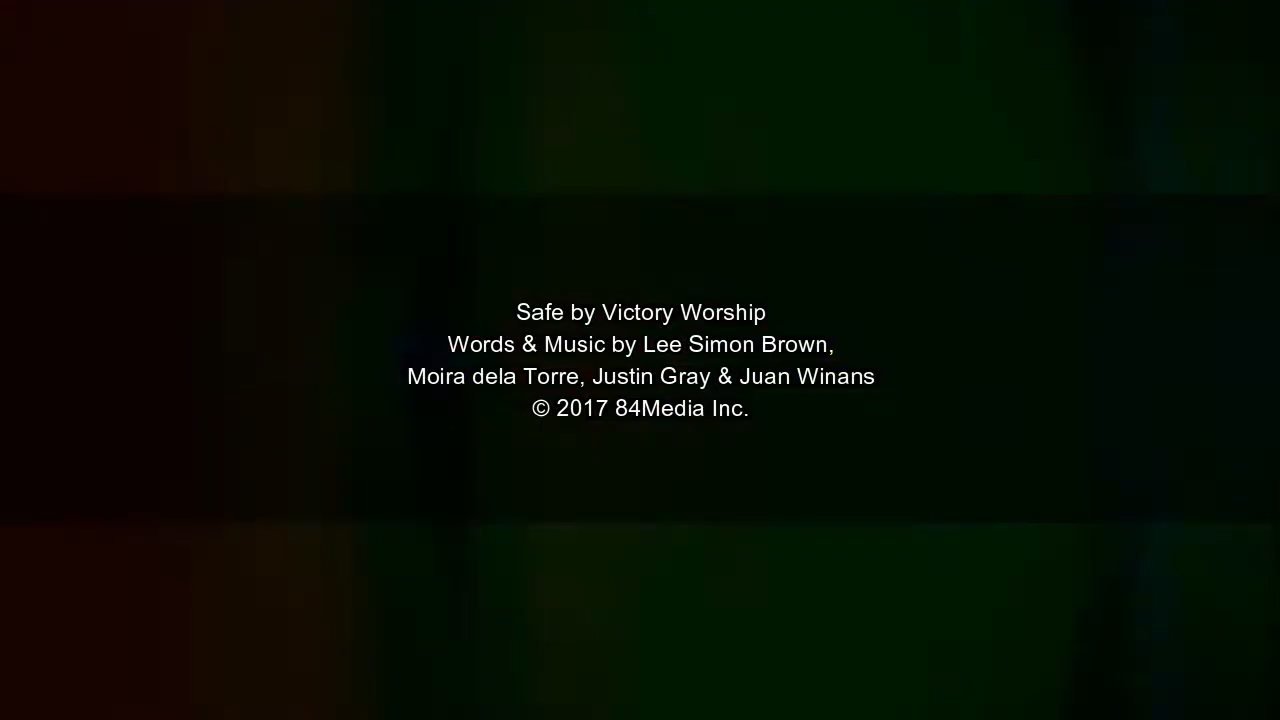 Safe by Victory Worship
Words & Music by Lee Simon Brown,
Moira dela Torre, Justin Gray & Juan Winans
© 2017 84Media Inc.